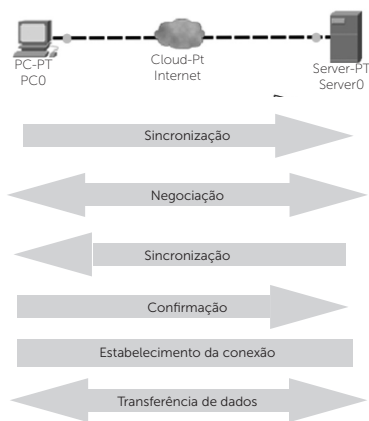 PC-PT
PC0
Cloud-Pt
Internet
Server-PT
Server0
Sincronização
Negociação
Sincronização
Confirmação
Estabelecimento da conexão
Transferência de dados